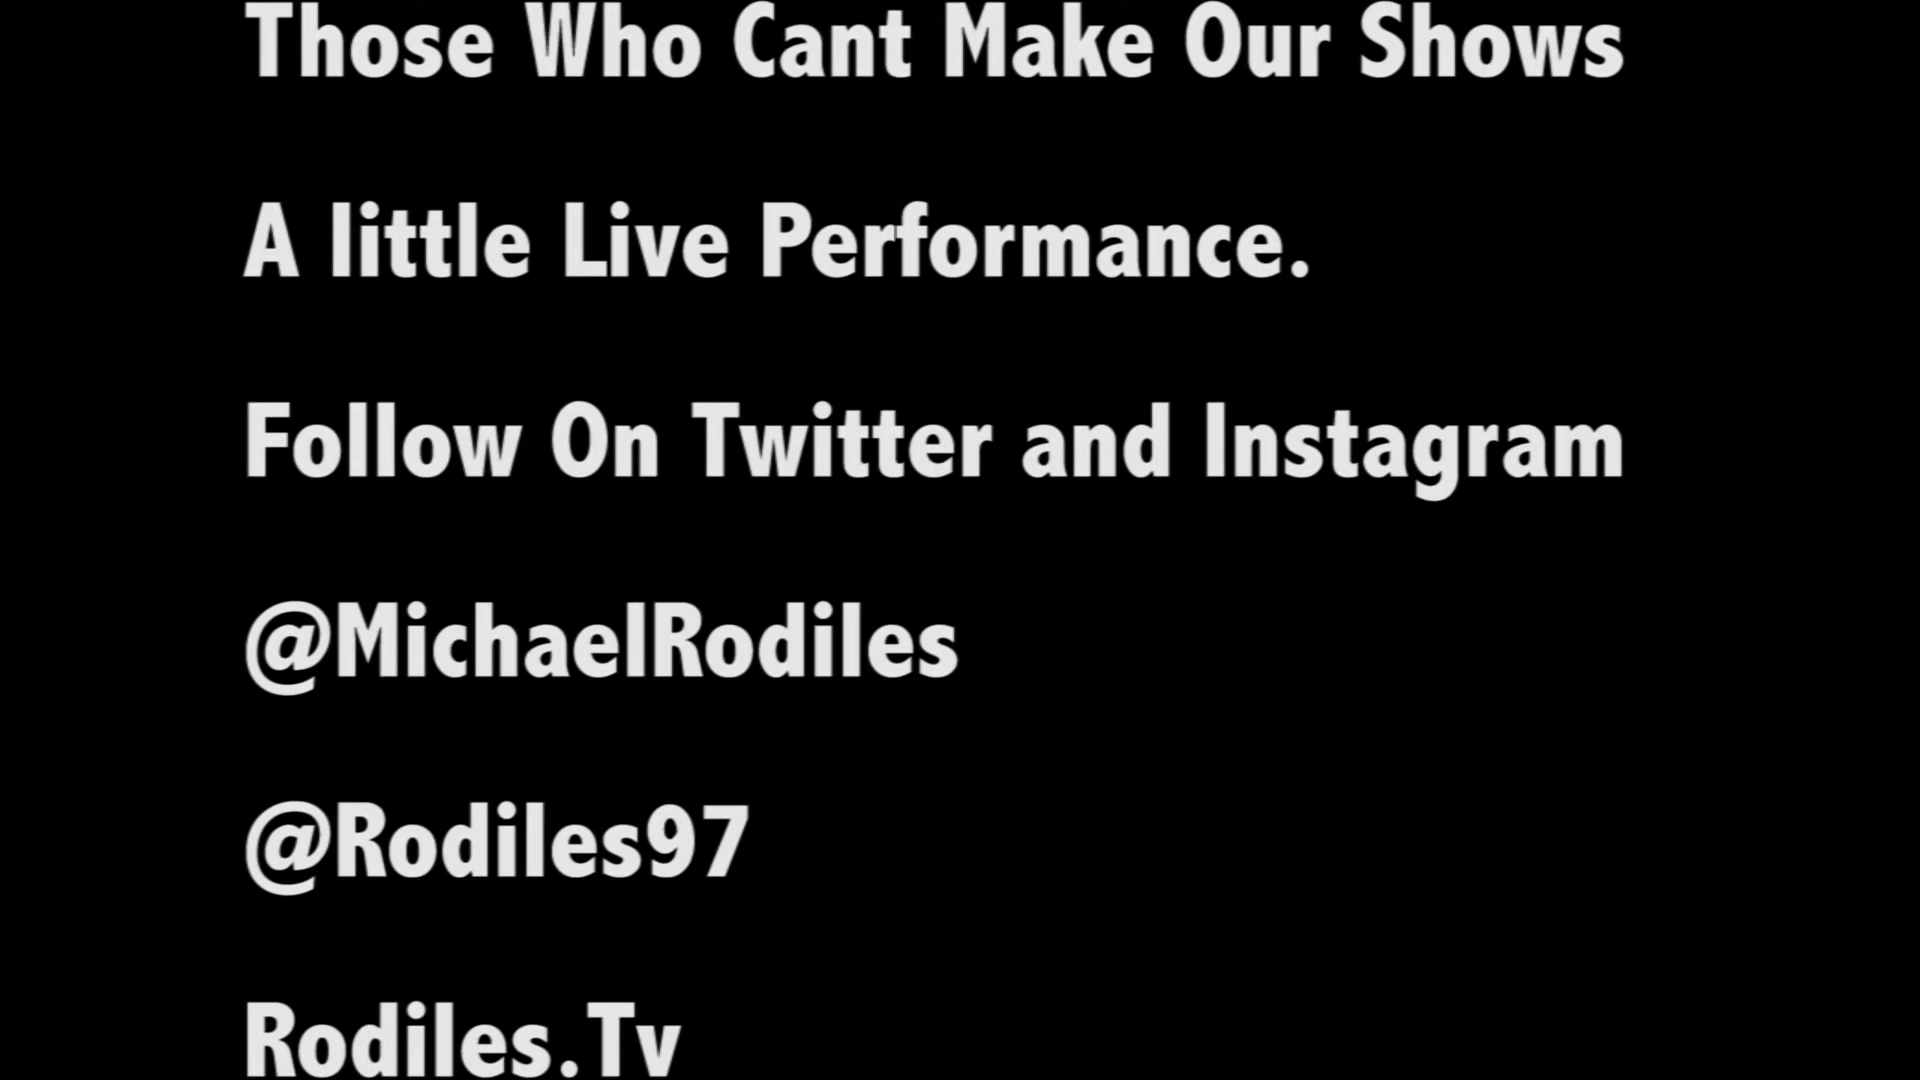 Those Who Cant Make Our Shows
A little Live Performance.
Follow On Twitter and Instagram
@MichaelRodiles
@Rodiles97
Rodiles.Tv